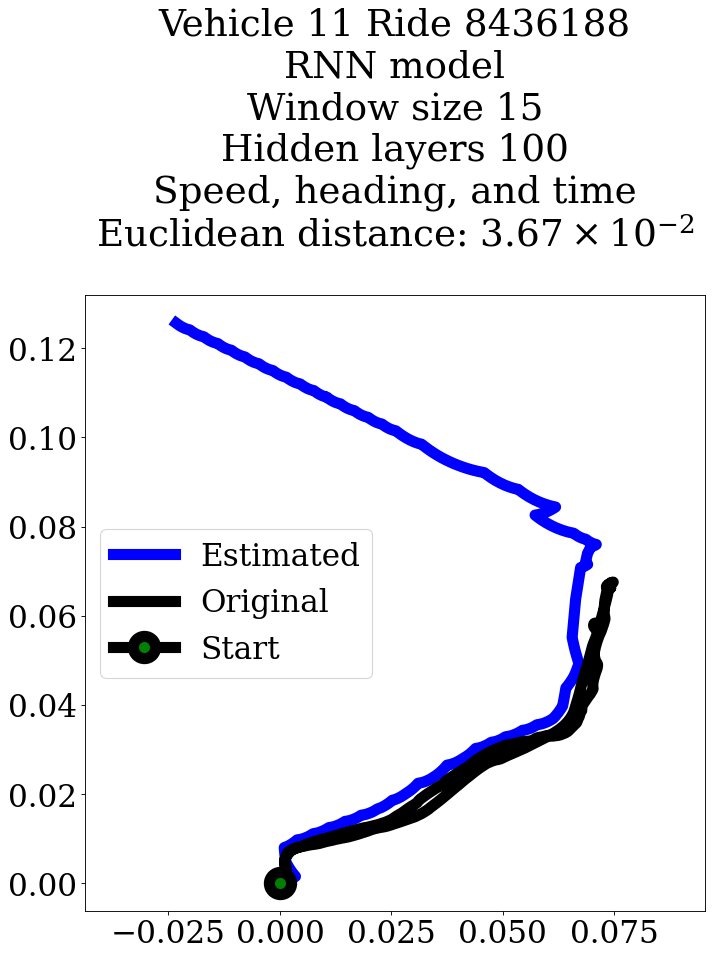 Vehicle 11 Ride 8436188
RNN model
Window size 15
Hidden layers 100
Speed, heading, and time
Euclidean distance: 3.67 × 10⁻²
0.12
0.10
0.08
0.06
0.04
0.02
0.00
Estimated
Original
Start
−0.025 0.000 0.025 0.050 0.075